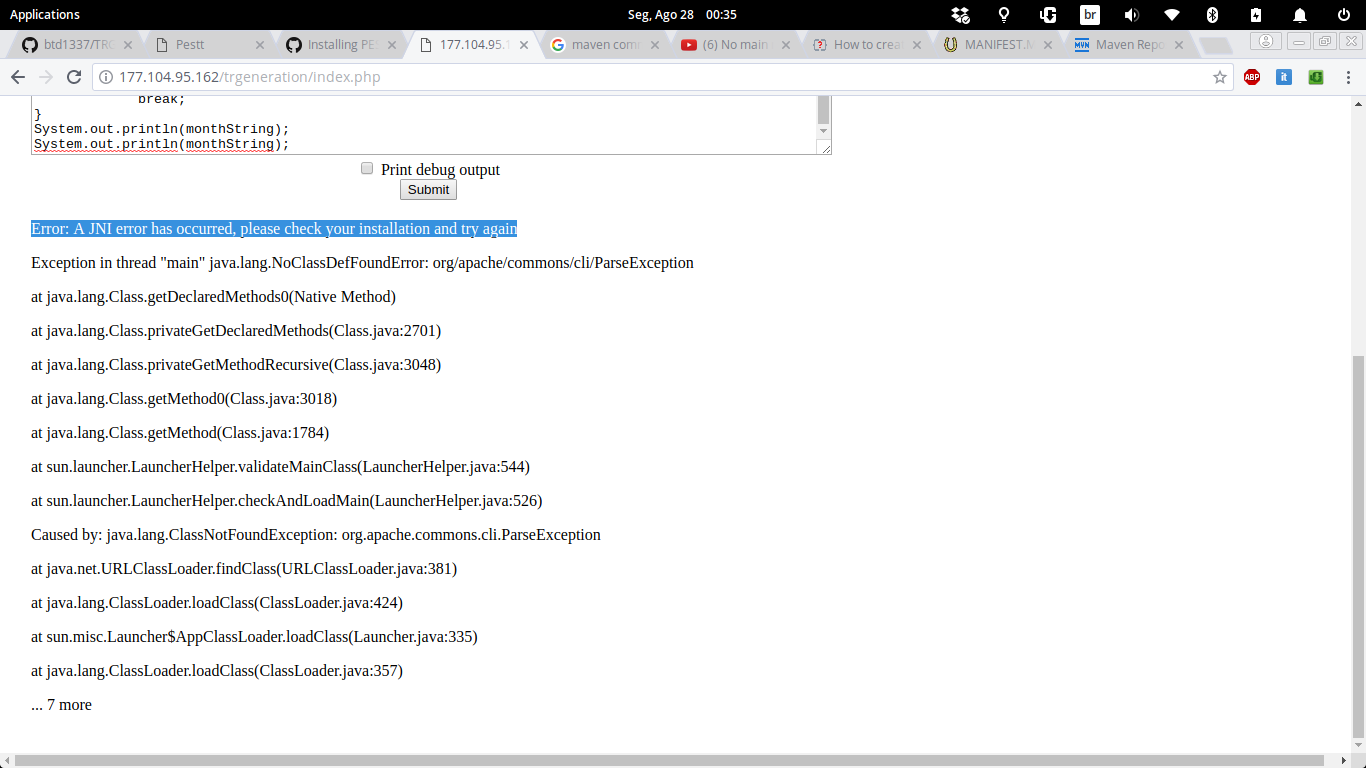 Applications
Seg, Ago 28 00:35
br
btd1337/TRG
Pestt
Installing PES
177.104.95.1
maven com
(6) No main
How to crea
MANIFEST.M
Maven Repo
177.104.95.162/trgeneration/index.php
ABP
it
break;
}
System.out.println(monthString);
System.out.println(monthString);
Print debug output
Submit
Error: A JNI error has occurred, please check your installation and try again
Exception in thread "main" java.lang.NoClassDefFoundError: org/apache/commons/cli/ParseException
at java.lang.Class.getDeclaredMethods0(Native Method)
at java.lang.Class.privateGetDeclaredMethods(Class.java:2701)
at java.lang.Class.privateGetMethodRecursive(Class.java:3048)
at java.lang.Class.getMethod0(Class.java:3018)
at java.lang.Class.getMethod(Class.java:1784)
at sun.launcher.LauncherHelper.validateMainClass(LauncherHelper.java:544)
at sun.launcher.LauncherHelper.checkAndLoadMain(LauncherHelper.java:526)
Caused by: java.lang.ClassNotFoundException: org.apache.commons.cli.ParseException
at java.net.URLClassLoader.findClass(URLClassLoader.java:381)
at java.lang.ClassLoader.loadClass(ClassLoader.java:424)
at sun.misc.Launcher$AppClassLoader.loadClass(Launcher.java:335)
at java.lang.ClassLoader.loadClass(ClassLoader.java:357)
... 7 more